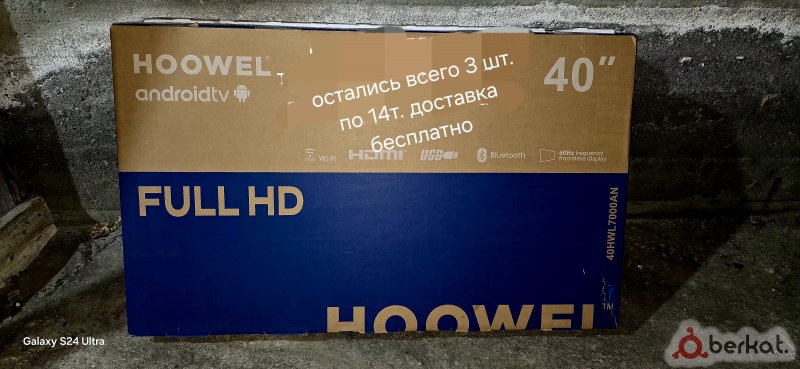 HOOWEL
androidtv
остались всего 3 шт.
по 14т. доставка
бесплатно
40"
Wi-Fi HDMI USB Bluetooth 60Hz frequency
frameless display
FULL HD
40HWL7000AN
HOOWEL
Galaxy S24 Ultra
berkat.